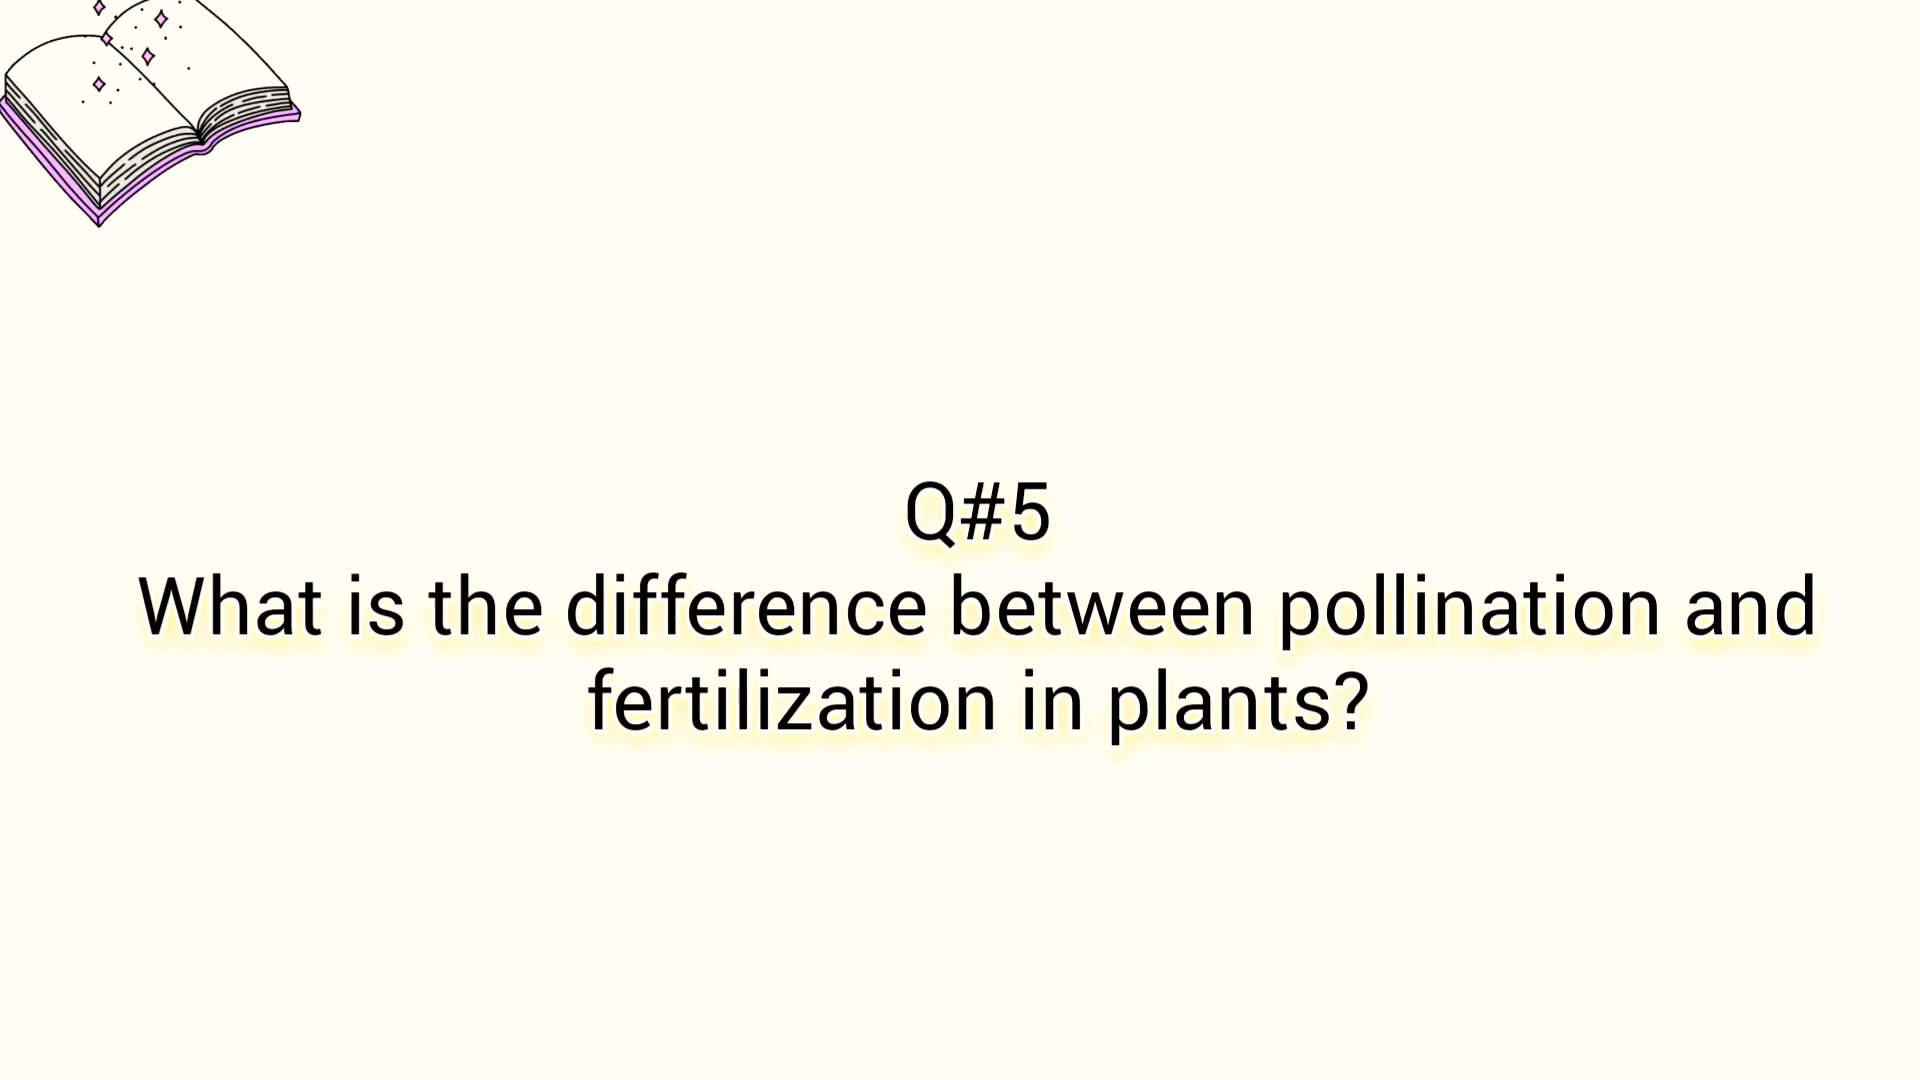 Q#5
What is the difference between pollination and
fertilization in plants?